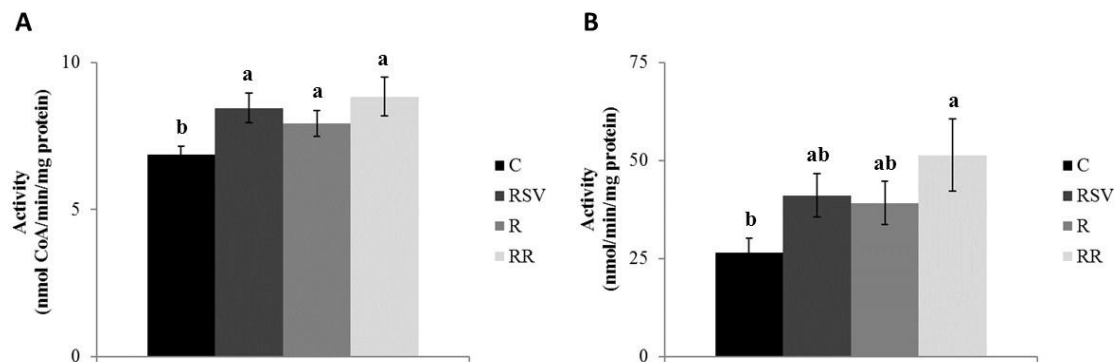 A
Activity
(nmol CoA/min/mg protein)
10
5
0
b
a
a
a
C
RSV
R
RR
B
Activity
(nmol/min/mg protein)
75
50
25
0
b
ab
ab
a
C
RSV
R
RR